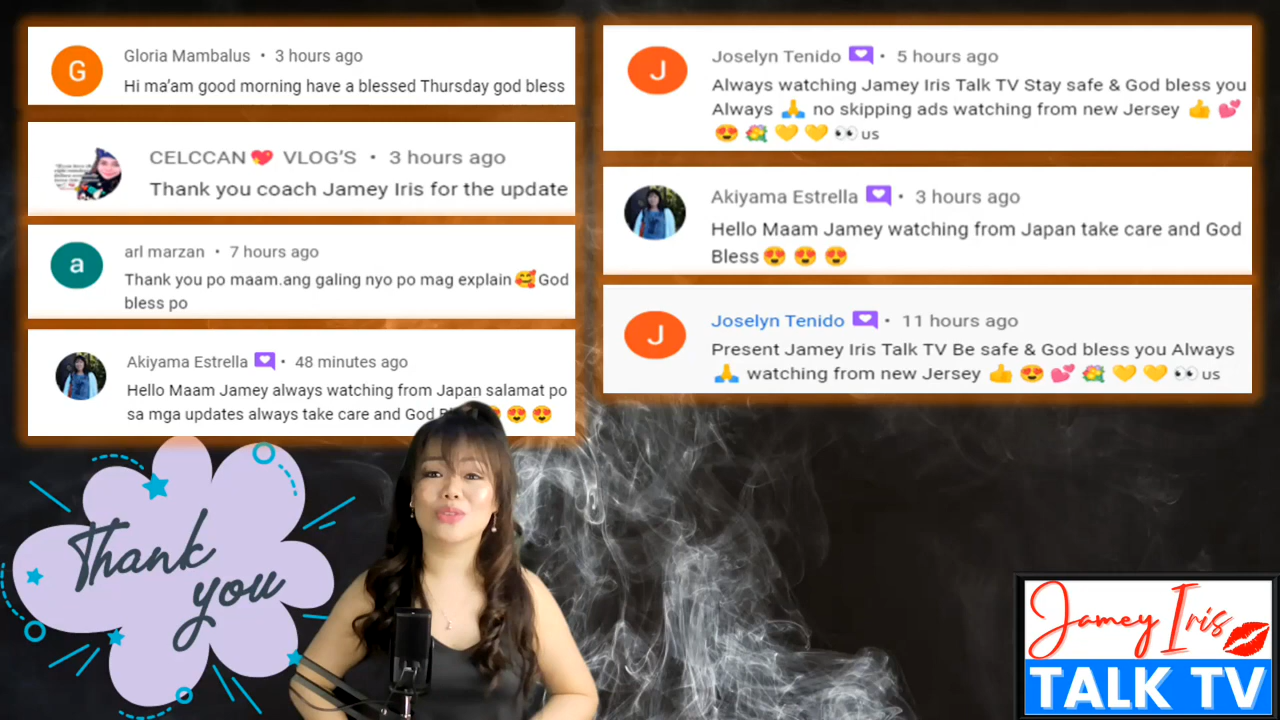 Gloria Mambalus • 3 hours ago
Hi ma'am good morning have a blessed Thursday god bless
CELCCAN💖 VLOG'S • 3 hours ago
Thank you coach Jamey Iris for the update
arl marzan • 7 hours ago
Thank you po maam.ang galing nyo po mag explain🥰God
bless po
Akiyama Estrella • 48 minutes ago
Hello Maam Jamey always watching from Japan salamat po
sa mga updates always take care and God 😍 😍
Joselyn Tenido • 5 hours ago
Always watching Jamey Iris Talk TV Stay safe & God bless you
Always 🙏 no skipping ads watching from new Jersey 👍 💕
😍 💐 💛 💛 👀us
Akiyama Estrella • 3 hours ago
Hello Maam Jamey watching from Japan take care and God
Bless😍 😍 😍
Joselyn Tenido • 11 hours ago
Present Jamey Iris Talk TV Be safe & God bless you Always
🙏 watching from new Jersey 👍 😍 💕 💐 💛 💛 👀us
Thank
you
Jamey Iris
TALK TV
G
a
J
J